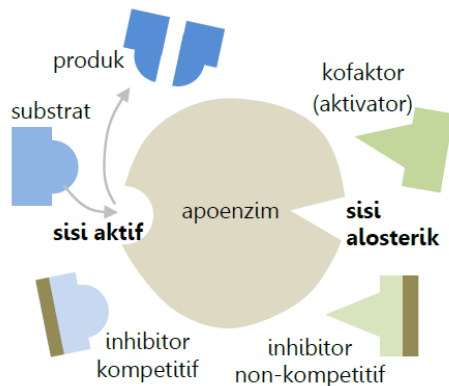 produk
substrat
kofaktor
(aktivator)
apoenzim
sisi aktif
sisi
alosterik
inhibitor
kompetitif
inhibitor
non-kompetitif